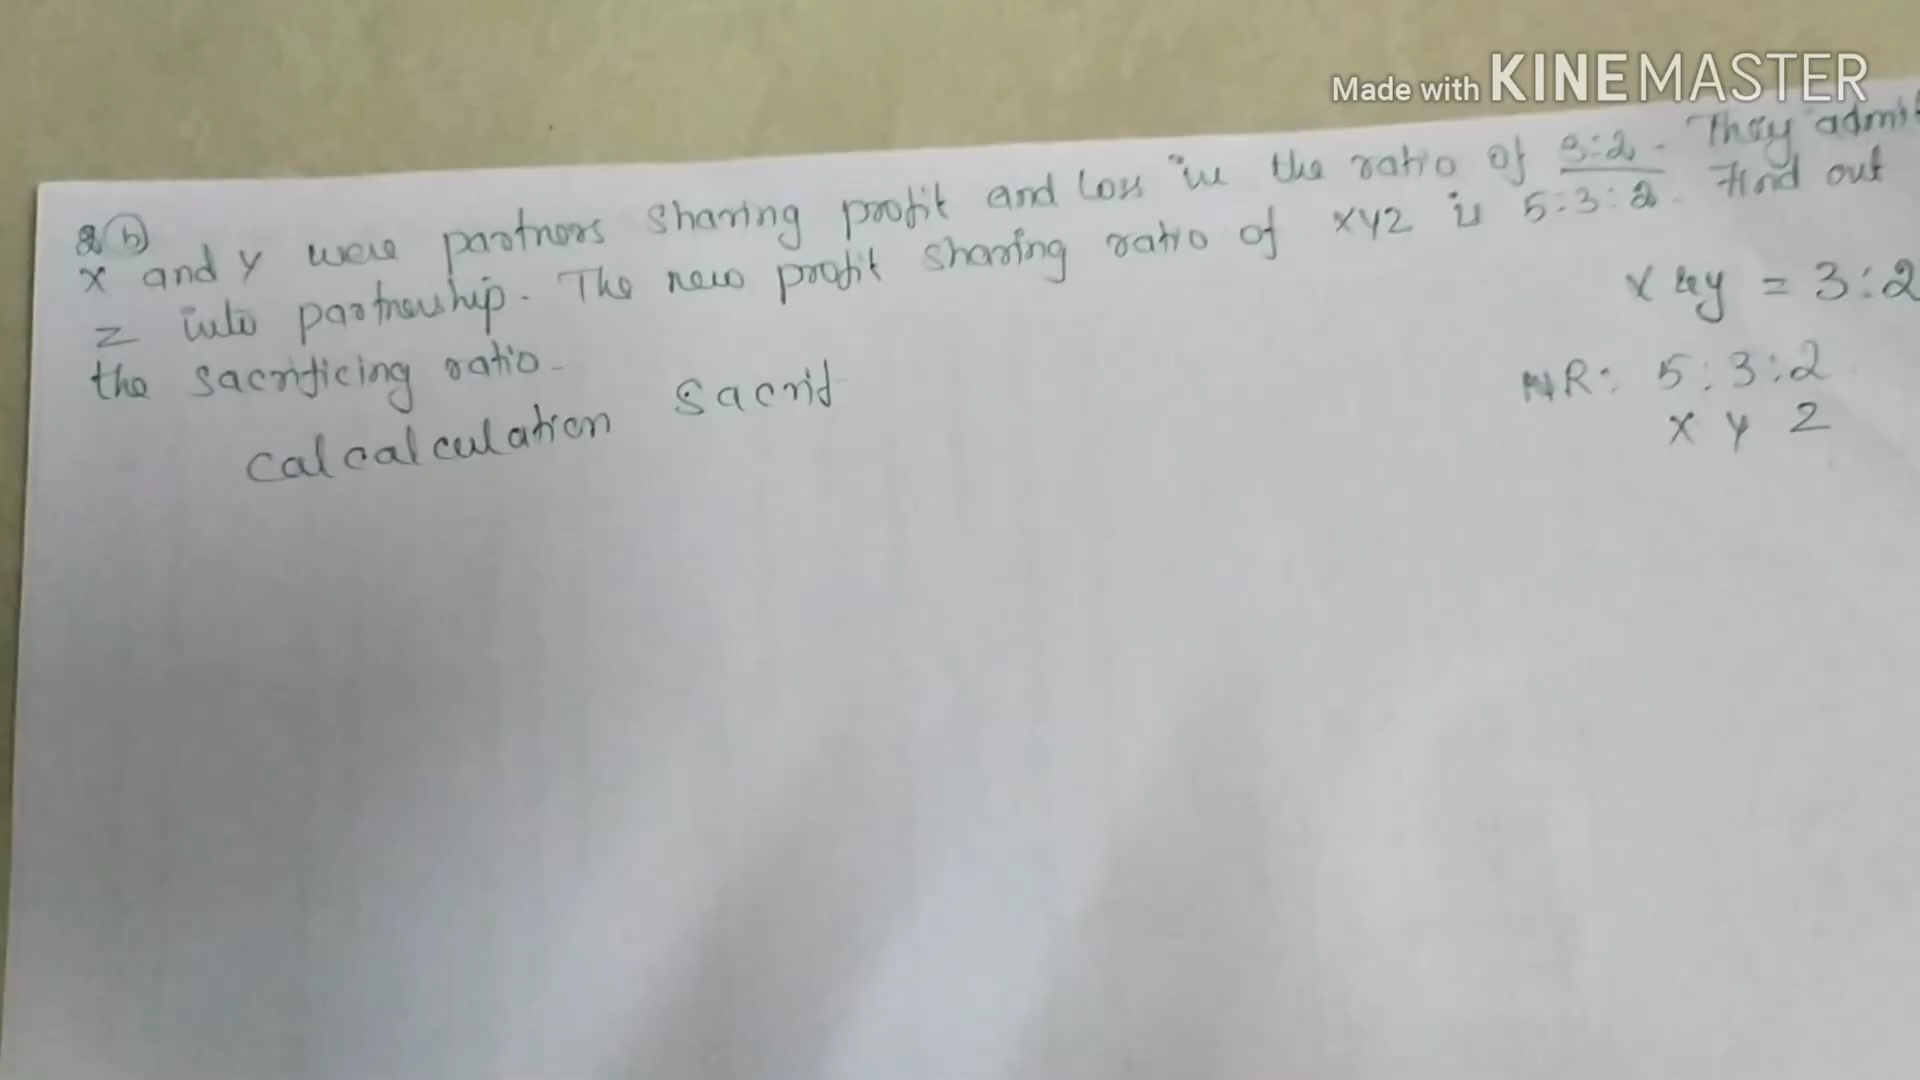 Made with KINEMASTER
2 b)
X and Y were partners sharing profit and loss in the ratio of 3:2. They admit
Z into partnership. The new profit sharing ratio of XYZ is 5:3:2. Find out
the sacrificing ratio.
X & Y = 3:2
NR: 5:3:2
X Y Z
calcalculation sacrif